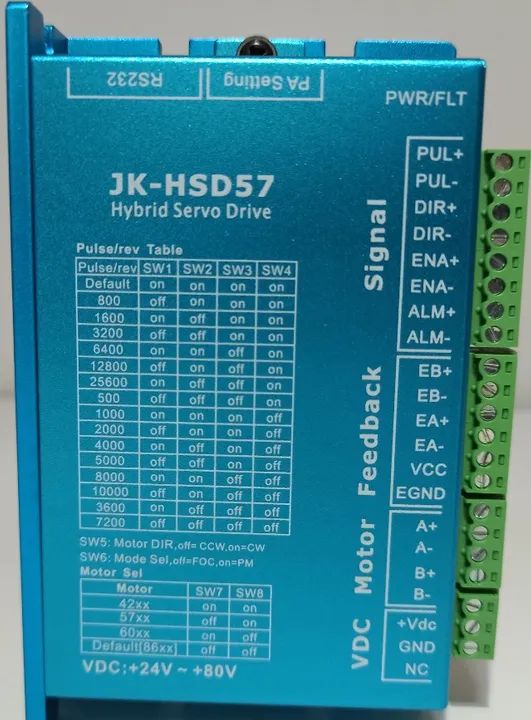 RS232
PA Setting
PWR/FLT
JK-HSD57
Hybrid Servo Drive
Pulse/rev Table
Pulse/rev SW1 SW2 SW3 SW4
Default on on on on
800 off on on on
1600 on off on on
3200 off off on on
6400 on on off on
12800 off on off on
25600 on off off on
500 off off off on
1000 on on on off
2000 off on on off
4000 on off on off
5000 off off on off
8000 on on off off
10000 off on off off
3600 on off off off
7200 off off off off
SW5: Motor DIR,off= CCW,on=CW
SW6: Mode Sel,off=FOC,on=PM
Motor Sel
Motor SW7 SW8
42xx on on
57xx off on
60xx on off
Default[86xx] off off
VDC:+24V ~ +80V
Signal
PUL+
PUL-
DIR+
DIR-
ENA+
ENA-
ALM+
ALM-
Feedback
EB+
EB-
EA+
EA-
VCC
EGND
Motor
A+
A-
B+
B-
VDC
+Vdc
GND
NC